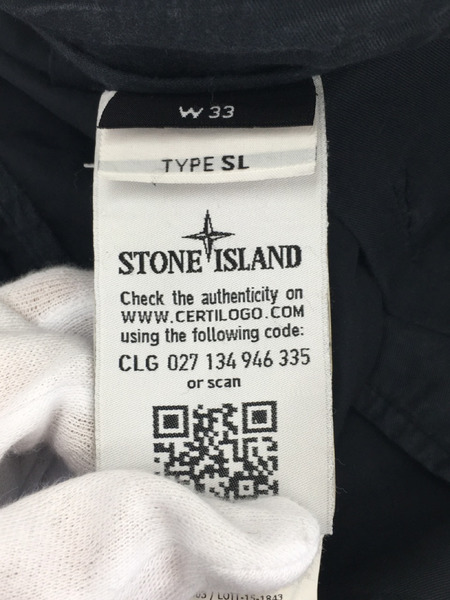 W 33
TYPE SL
STONE ISLAND
Check the authenticity on
WWW.CERTILOGO.COM
using the following code:
CLG 027 134 946 335
or scan